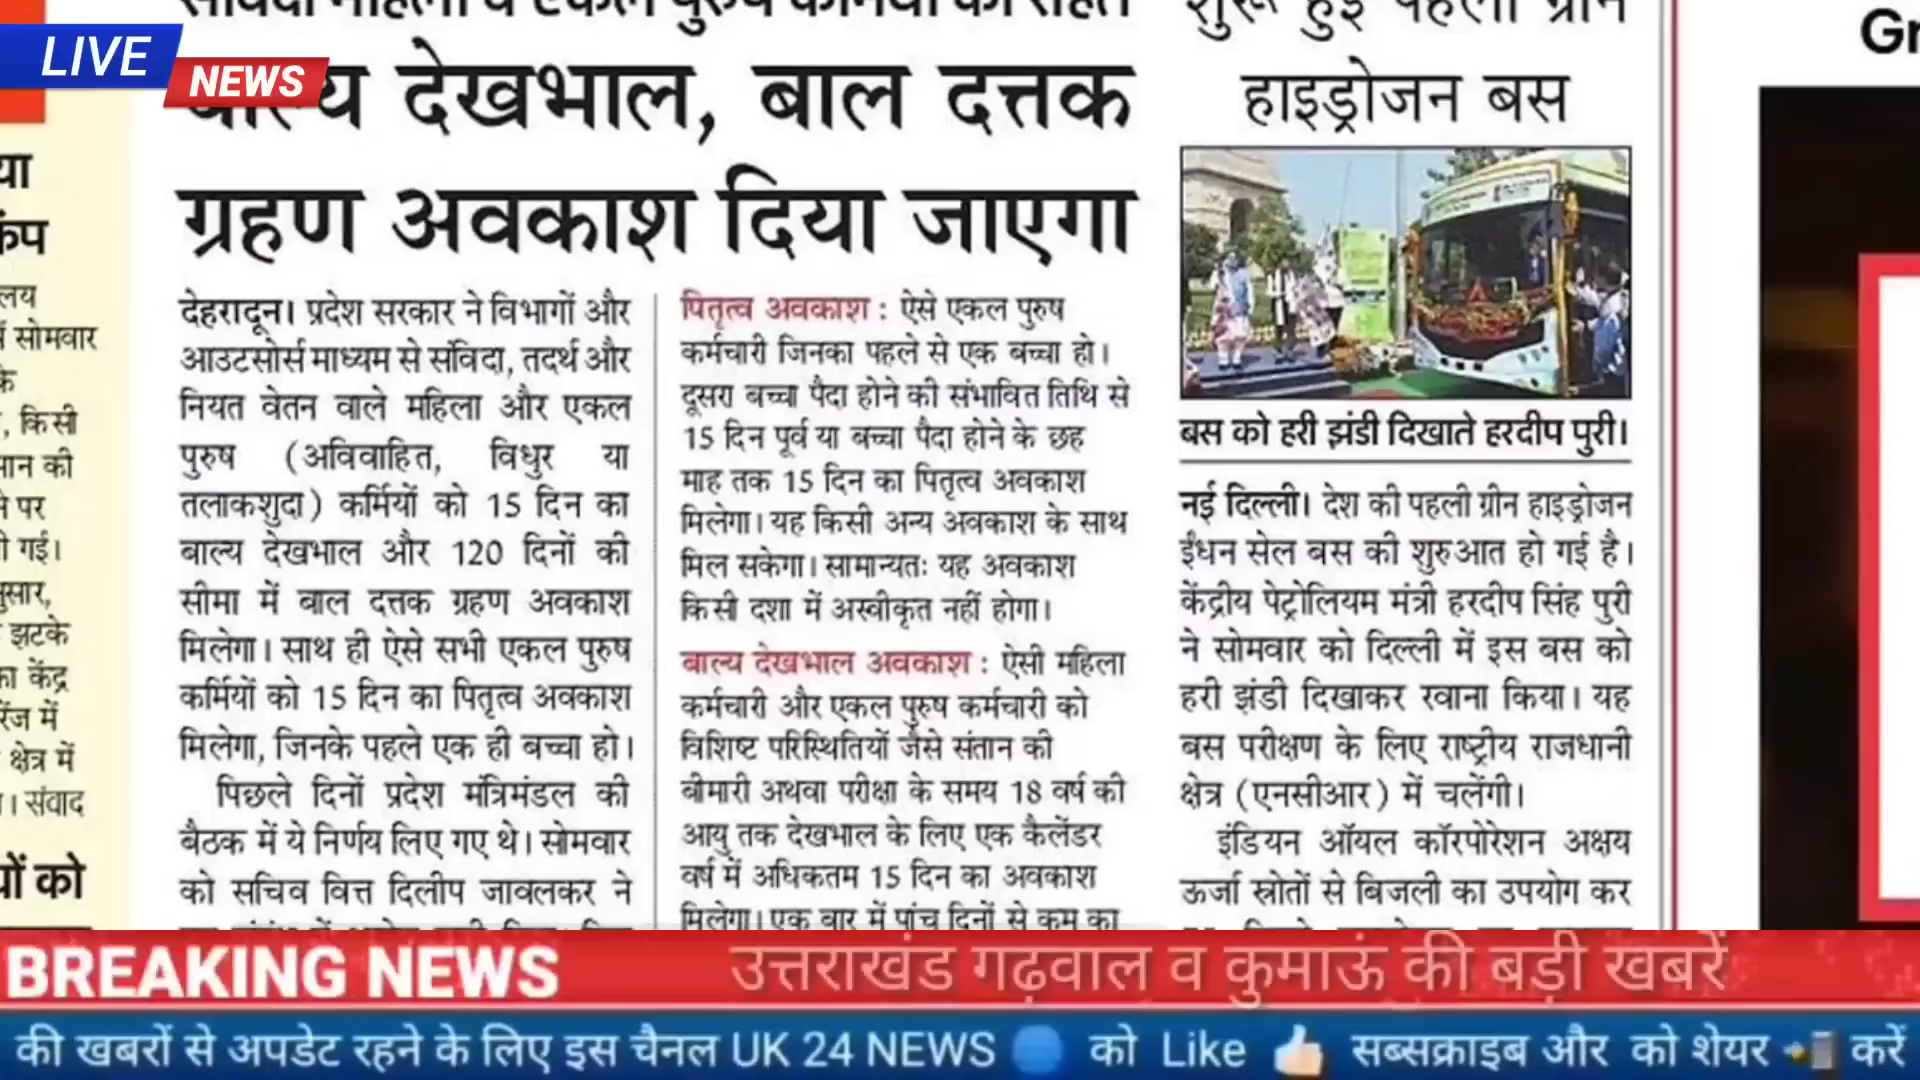 LIVE
NEWS
देखभाल, बाल दत्तक
ग्रहण अवकाश दिया जाएगा
देहरादून। प्रदेश सरकार ने विभागों और
आउटसोर्स माध्यम से संविदा, तदर्थ और
नियत वेतन वाले महिला और एकल
पुरुष (अविवाहित, विधुर या
तलाकशुदा) कर्मियों को 15 दिन का
बाल्य देखभाल और 120 दिनों की
सीमा में बाल दत्तक ग्रहण अवकाश
मिलेगा। साथ ही ऐसे सभी एकल पुरुष
कर्मियों को 15 दिन का पितृत्व अवकाश
मिलेगा, जिनके पहले एक ही बच्चा हो।
पिछले दिनों प्रदेश मंत्रिमंडल की
बैठक में ये निर्णय लिए गए थे। सोमवार
को सचिव वित्त दिलीप जावलकर ने
पितृत्व अवकाश : ऐसे एकल पुरुष
कर्मचारी जिनका पहले से एक बच्चा हो।
दूसरा बच्चा पैदा होने की संभावित तिथि से
15 दिन पूर्व या बच्चा पैदा होने के छह
माह तक 15 दिन का पितृत्व अवकाश
मिलेगा। यह किसी अन्य अवकाश के साथ
मिल सकेगा। सामान्यतः यह अवकाश
किसी दशा में अस्वीकृत नहीं होगा।
बाल्य देखभाल अवकाश : ऐसी महिला
कर्मचारी और एकल पुरुष कर्मचारी को
विशिष्ट परिस्थितियों जैसे संतान की
बीमारी अथवा परीक्षा के समय 18 वर्ष की
आयु तक देखभाल के लिए एक कैलेंडर
वर्ष में अधिकतम 15 दिन का अवकाश
मिलेगा। एक बार में पांच दिनों से कम का
शुरू हुई पहली ग्रीन
हाइड्रोजन बस
बस को हरी झंडी दिखाते हरदीप पुरी।
नई दिल्ली। देश की पहली ग्रीन हाइड्रोजन
ईंधन सेल बस की शुरुआत हो गई है।
केंद्रीय पेट्रोलियम मंत्री हरदीप सिंह पुरी
ने सोमवार को दिल्ली में इस बस को
हरी झंडी दिखाकर रवाना किया। यह
बस परीक्षण के लिए राष्ट्रीय राजधानी
क्षेत्र (एनसीआर) में चलेंगी।
इंडियन ऑयल कॉरपोरेशन अक्षय
ऊर्जा स्रोतों से बिजली का उपयोग कर
सोमवार
किसी
की
पर
गई।
झटके
केंद्र
में
क्षेत्र में
। संवाद
को
BREAKING NEWS
उत्तराखंड गढ़वाल व कुमाऊं की बड़ी खबरें
की खबरों से अपडेट रहने के लिए इस चैनल UK 24 NEWS 🔵 को Like 👍 सब्सक्राइब और को शेयर 📲 करें